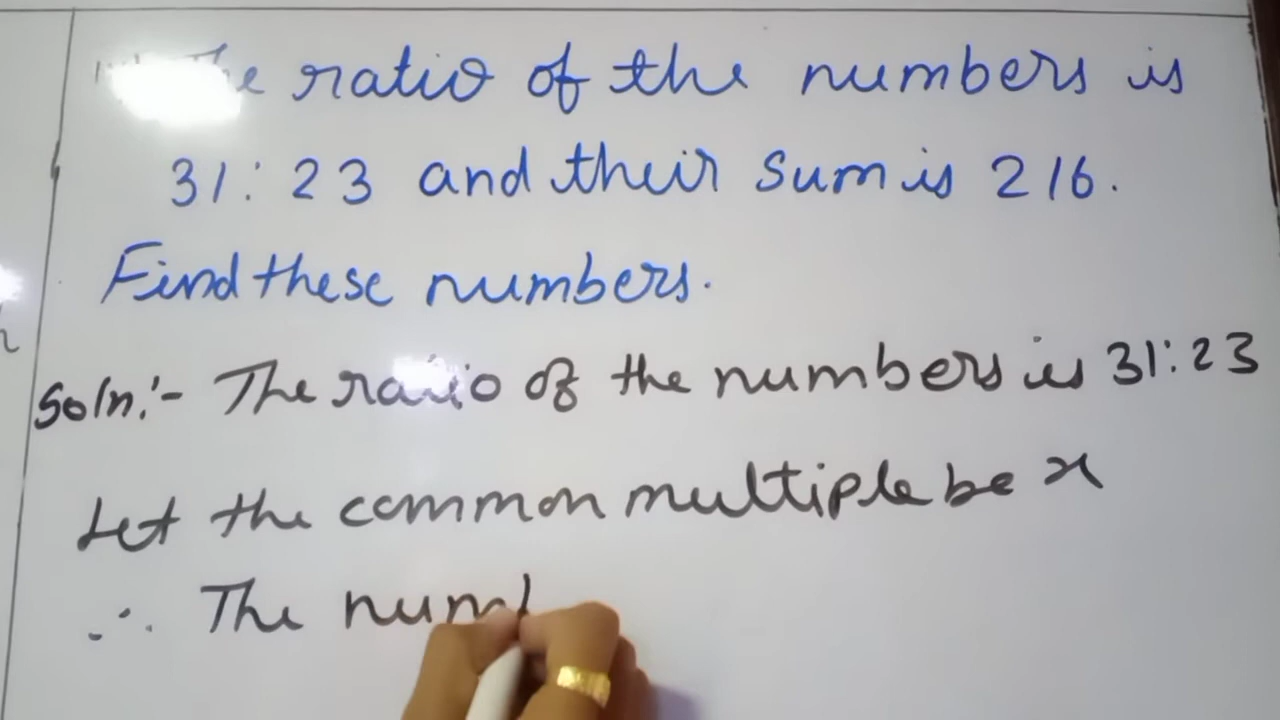 The ratio of the numbers is
31:23 and their sum is 216.
Find these numbers.
Soln:- The ratio of the numbers is 31:23
Let the common multiple be x
∴ The num